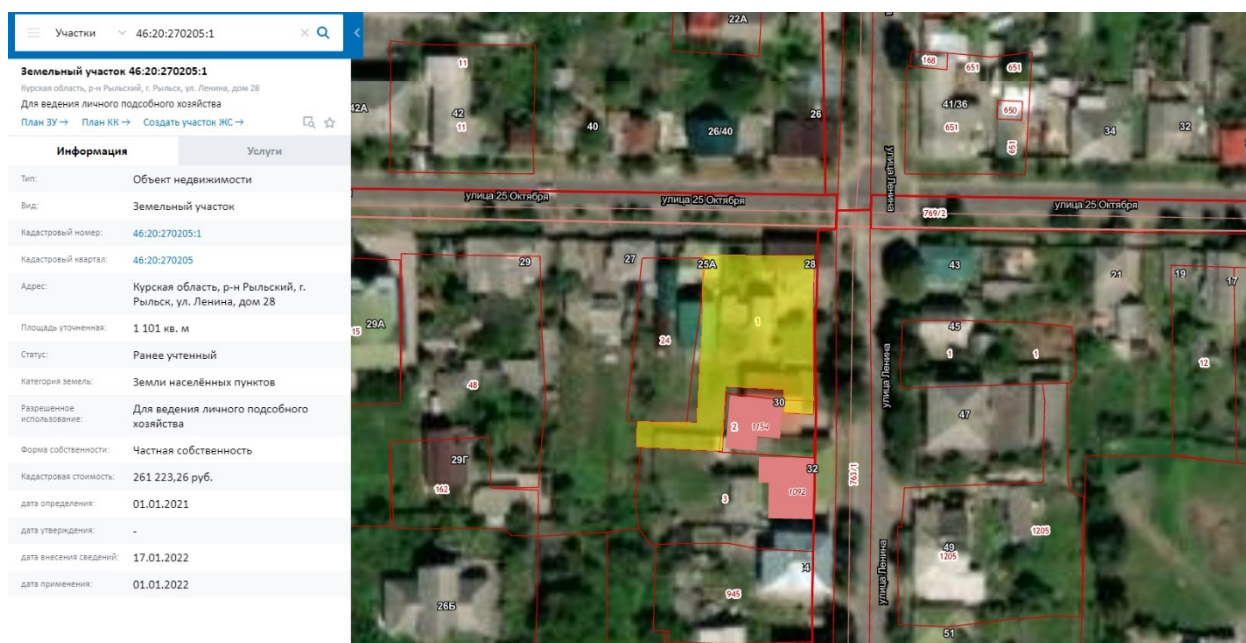 Участки 46:20:270205:1
Земельный участок 46:20:270205:1
Курская область, р-н Рыльский, г. Рыльск, ул. Ленина, дом 28
Для ведения личного подсобного хозяйства
План ЗУ → План КК → Создать участок ЖС →
Информация Услуги
Тип: Объект недвижимости
Вид: Земельный участок
Кадастровый номер: 46:20:270205:1
Кадастровый квартал: 46:20:270205
Адрес: Курская область, р-н Рыльский, г.
Рыльск, ул. Ленина, дом 28
Площадь уточненная: 1 101 кв. м
Статус: Ранее учтенный
Категория земель: Земли населённых пунктов
Разрешенное использование: Для ведения личного подсобного
хозяйства
Форма собственности: Частная собственность
Кадастровая стоимость: 261 223,26 руб.
дата определения: 01.01.2021
дата утверждения: -
дата внесения сведений: 17.01.2022
дата применения: 01.01.2022
22А
11
168
651
651
42А
42
26
41/36
650
11
40
26/40
651
34
32
651
улица Ленина
улица 25 Октября
улица 25 Октября
улица 25 Октября
769/2
29
27
25А
28
43
21
19
17
29А
15
24
1
45
1
1
12
48
30
улица Ленина
47
2
1154
29Г
32
162
3
1092
763/1
1205
49
1205
улица Ленина
945
26Б
51